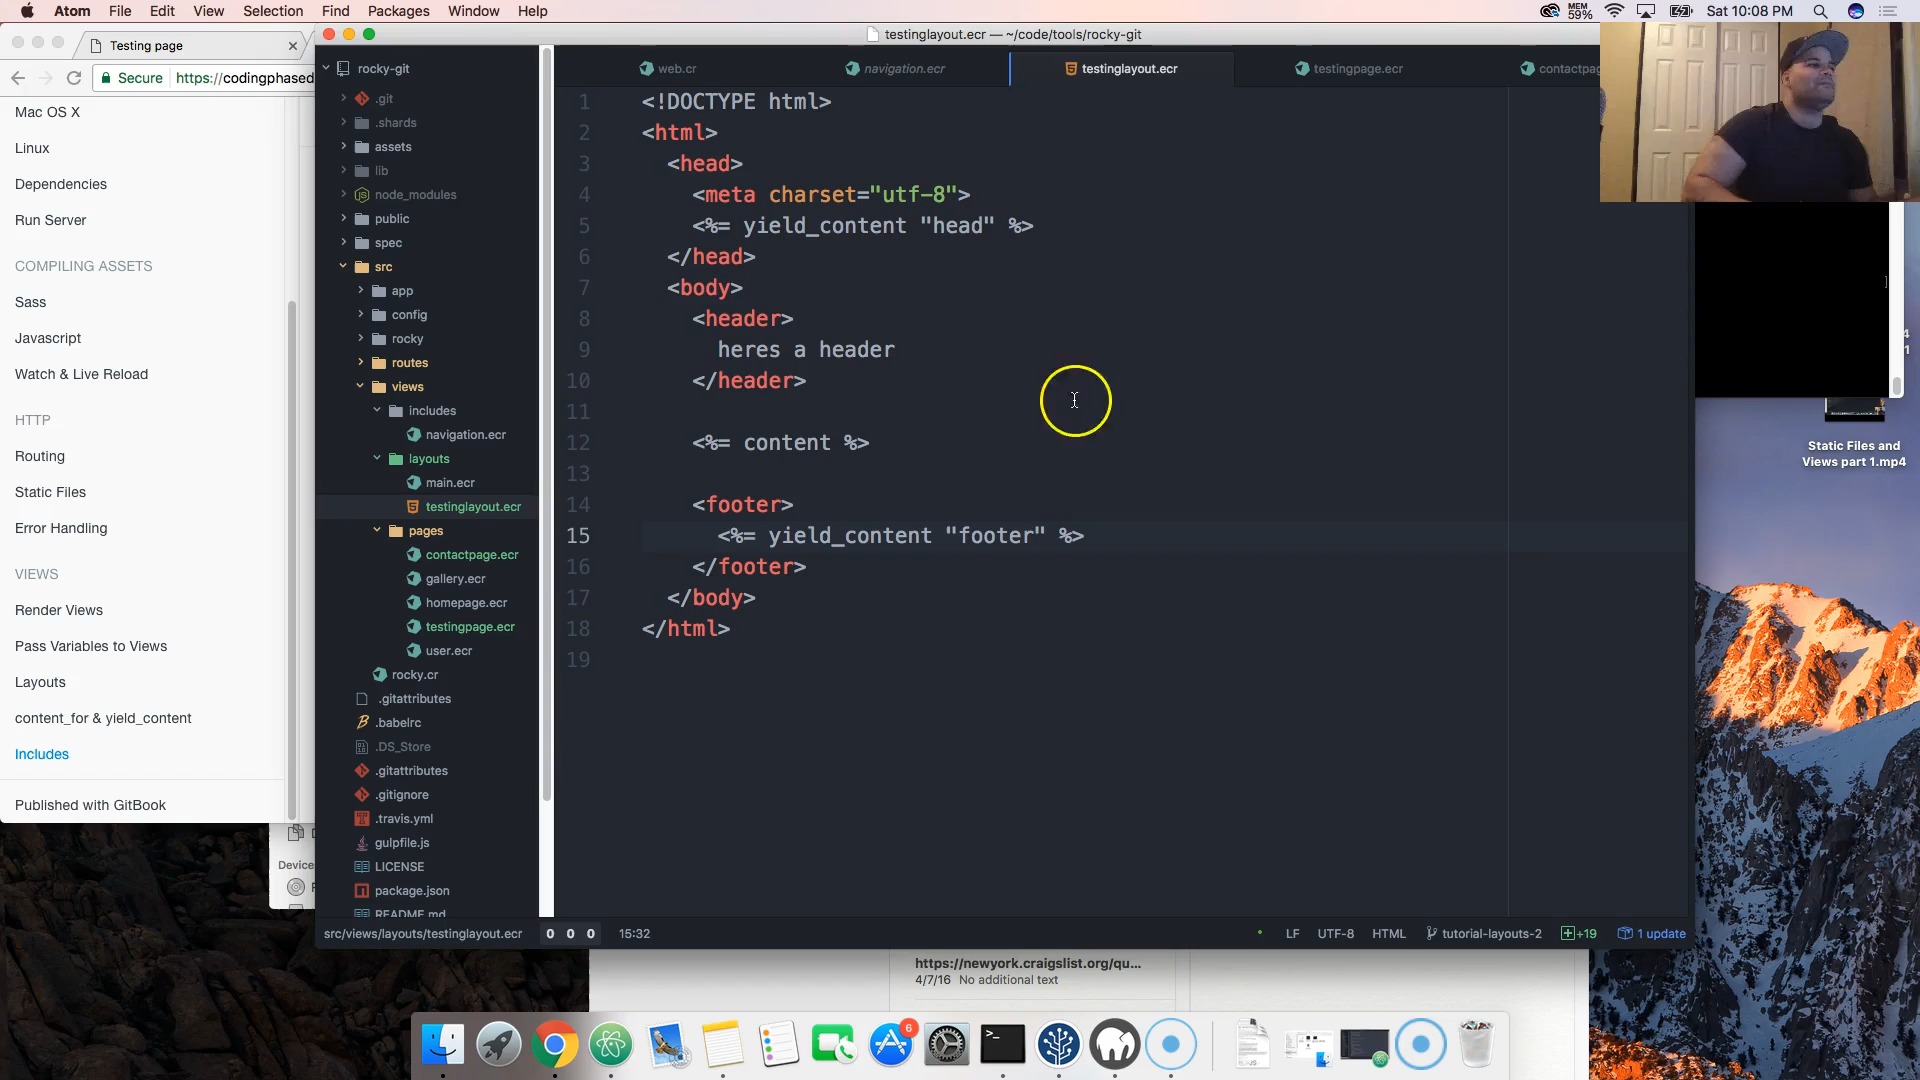 Atom File Edit View Selection Find Packages Window Help
MEM 59% Sat 10:08 PM
Testing page
testinglayout.ecr — ~/code/tools/rocky-git
Secure https://codingphased
Mac OS X
Linux
Dependencies
Run Server
COMPILING ASSETS
Sass
Javascript
Watch & Live Reload
HTTP
Routing
Static Files
Error Handling
VIEWS
Render Views
Pass Variables to Views
Layouts
content_for & yield_content
Includes
Published with GitBook
Devices
rocky-git
.git
.shards
assets
lib
node_modules
public
spec
src
app
config
rocky
routes
views
includes
navigation.ecr
layouts
main.ecr
testinglayout.ecr
pages
contactpage.ecr
gallery.ecr
homepage.ecr
testingpage.ecr
user.ecr
rocky.cr
.gitattributes
.babelrc
.DS_Store
.gitattributes
.gitignore
.travis.yml
gulpfile.js
LICENSE
package.json
README.md
web.cr navigation.ecr testinglayout.ecr testingpage.ecr contactpag
1 <!DOCTYPE html>
2 <html>
3 <head>
4 <meta charset="utf-8">
5 <%= yield_content "head" %>
6 </head>
7 <body>
8 <header>
9 heres a header
10 </header>
11
12 <%= content %>
13
14 <footer>
15 <%= yield_content "footer" %>
16 </footer>
17 </body>
18 </html>
19
src/views/layouts/testinglayout.ecr 0 0 0 15:32 LF UTF-8 HTML tutorial-layouts-2 +19 1 update
Static Files and
Views part 1.mp4
https://newyork.craigslist.org/qu...
4/7/16 No additional text
6